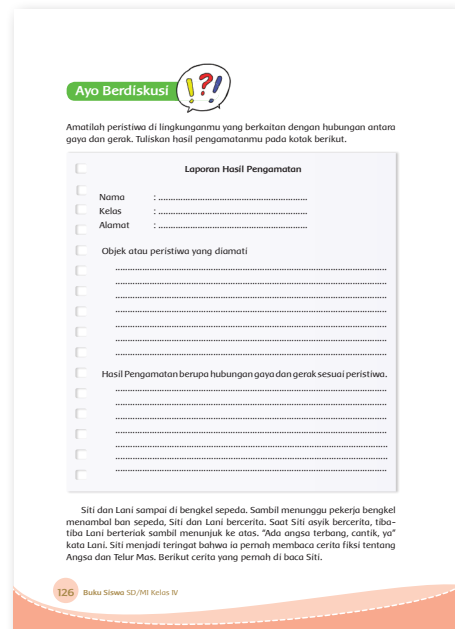 Ayo Berdiskusi
!?!
Amatilah peristiwa di lingkunganmu yang berkaitan dengan hubungan antara
gaya dan gerak. Tuliskan hasil pengamatanmu pada kotak berikut.
Laporan Hasil Pengamatan
Nama : ....................................................
Kelas : ....................................................
Alamat : ....................................................
Objek atau peristiwa yang diamati
...............................................................................................
...............................................................................................
...............................................................................................
...............................................................................................
...............................................................................................
...............................................................................................
...............................................................................................
Hasil Pengamatan berupa hubungan gaya dan gerak sesuai peristiwa.
...............................................................................................
...............................................................................................
...............................................................................................
...............................................................................................
...............................................................................................
...............................................................................................
...............................................................................................
Siti dan Lani sampai di bengkel sepeda. Sambil menunggu pekerja bengkel
menambal ban sepeda, Siti dan Lani bercerita. Saat Siti asyik bercerita, tiba-
tiba Lani berteriak sambil menunjuk ke atas. “Ada angsa terbang, cantik, ya”
kata Lani. Siti menjadi teringat bahwa ia pernah membaca cerita fiksi tentang
Angsa dan Telur Mas. Berikut cerita yang pernah di baca Siti.
126 Buku Siswa SD/MI Kelas IV